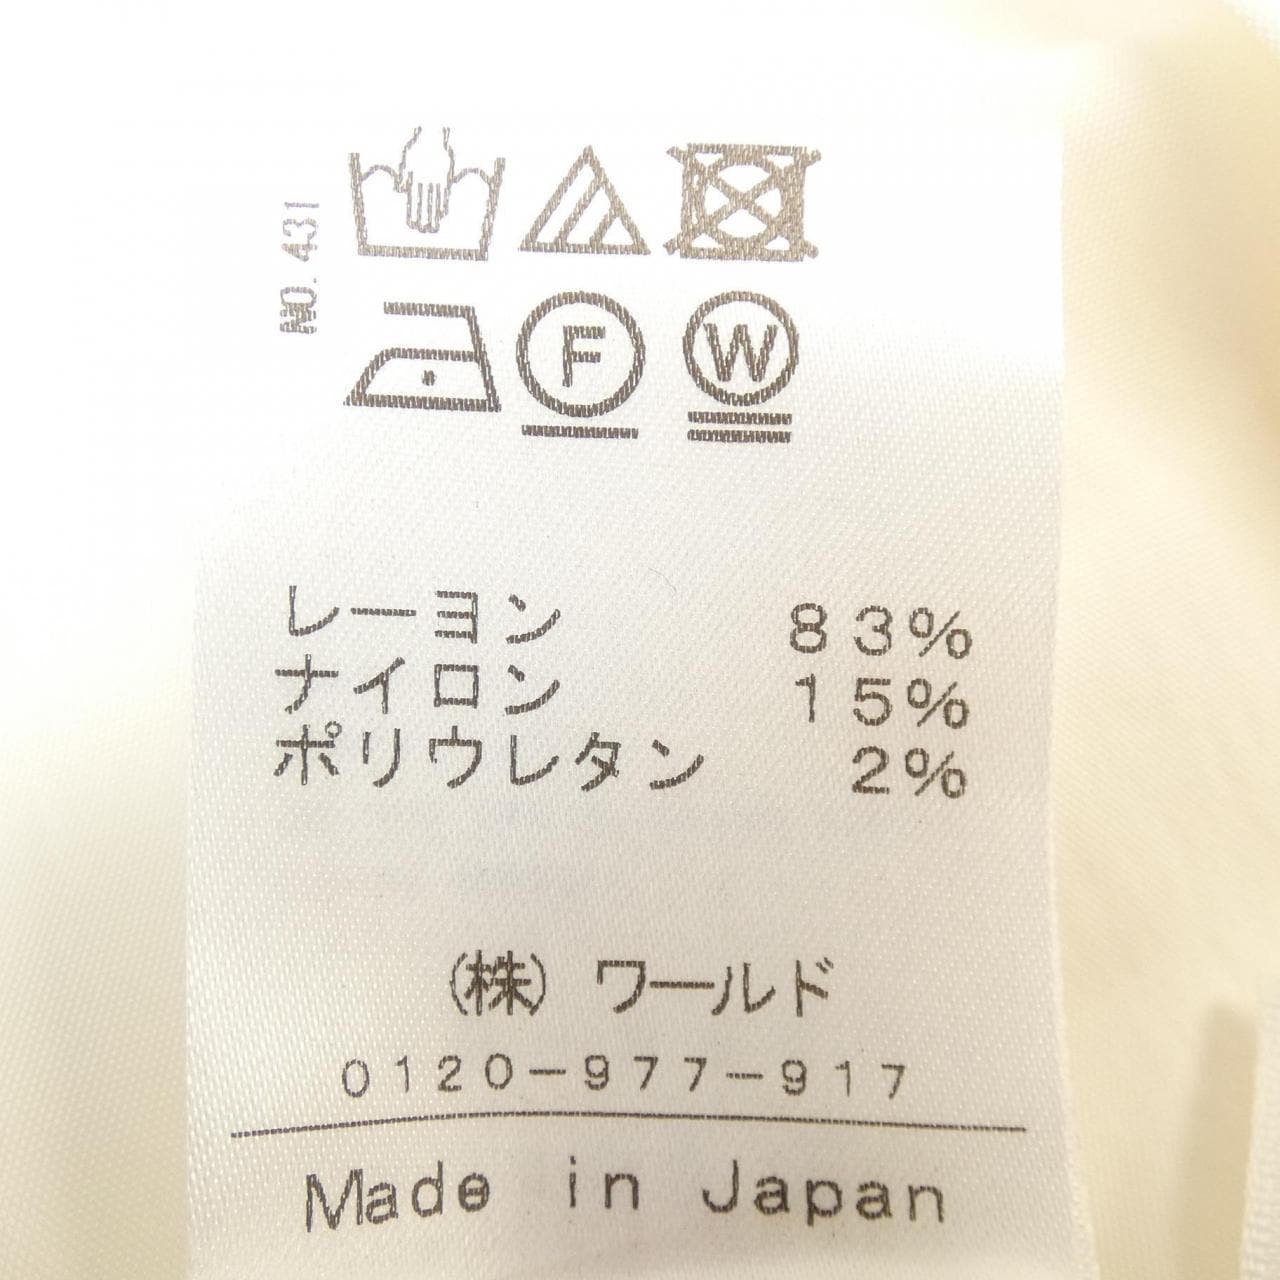 NO. 431
F W
レーヨン 83%
ナイロン 15%
ポリウレタン 2%
(株) ワールド
0120-977-917
Made in Japan